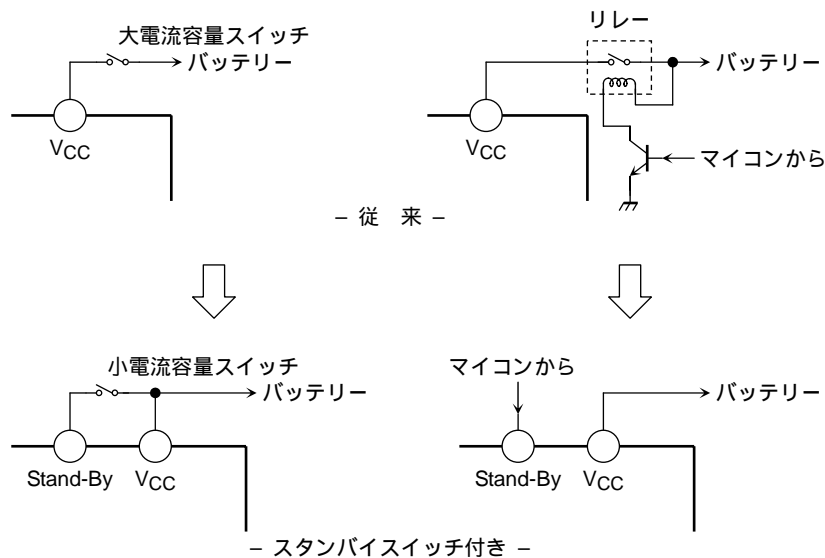 リレー
大電流容量スイッチ
バッテリー
バッテリー
VCC
VCC
マイコンから
– 従 来 –
小電流容量スイッチ
バッテリー
マイコンから
バッテリー
Stand-By
VCC
Stand-By
VCC
– スタンバイスイッチ付き –